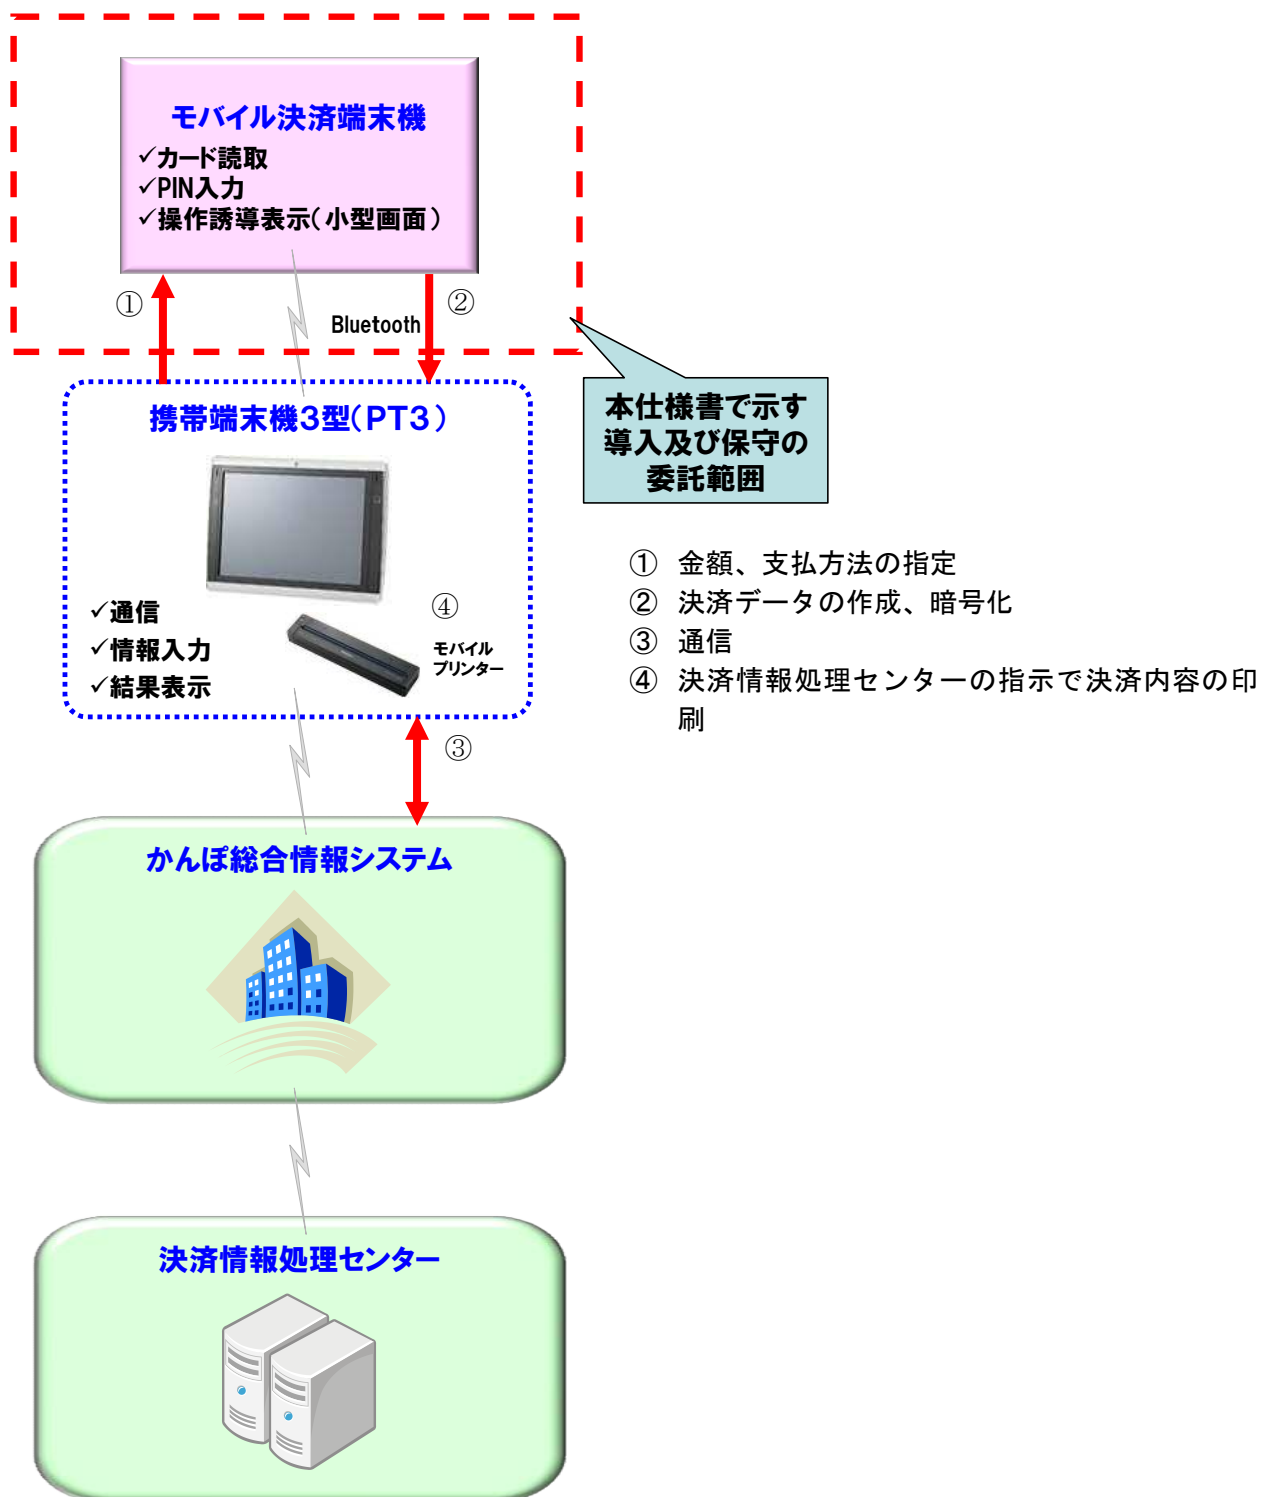 モバイル決済端末機
✓カード読取
✓PIN入力
✓操作誘導表示(小型画面)
①
②
Bluetooth
本仕様書で示す
導入及び保守の
委託範囲
携帯端末機3型(PT3)
✓通信
✓情報入力
✓結果表示
④
モバイル
プリンター
① 金額、支払方法の指定
② 決済データの作成、暗号化
③ 通信
④ 決済情報処理センターの指示で決済内容の印
刷
③
かんぽ総合情報システム
決済情報処理センター